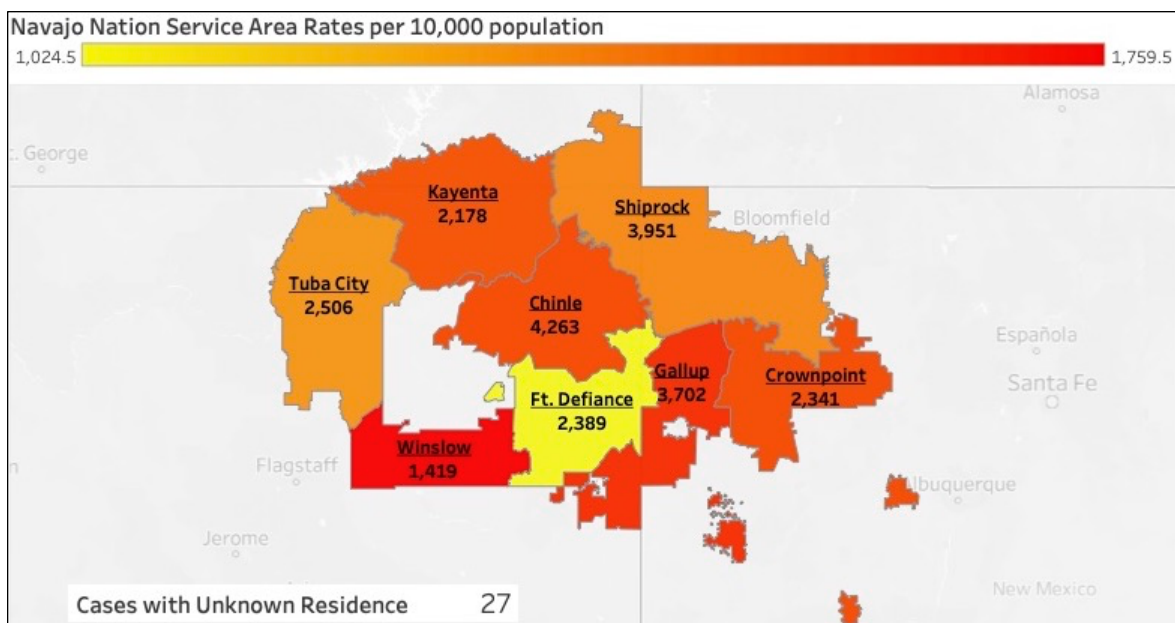 Navajo Nation Service Area Rates per 10,000 population
1,024.5
1,759.5
Alamosa
George
Kayenta
2,178
Shiprock
3,951
Bloomfield
Tuba City
2,506
Chinle
4,263
Española
Gallup
3,702
Crownpoint
2,341
Santa Fe
Ft. Defiance
2,389
Winslow
1,419
Flagstaff
Albuquerque
Jerome
New Mexico
Cases with Unknown Residence 27